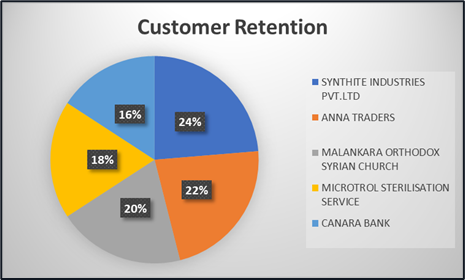 Customer Retention
SYNTHITE INDUSTRIES
PVT.LTD
ANNA TRADERS
MALANKARA ORTHODOX
SYRIAN CHURCH
MICROTROL STERILISATION
SERVICE
CANARA BANK
16%
24%
18%
22%
20%